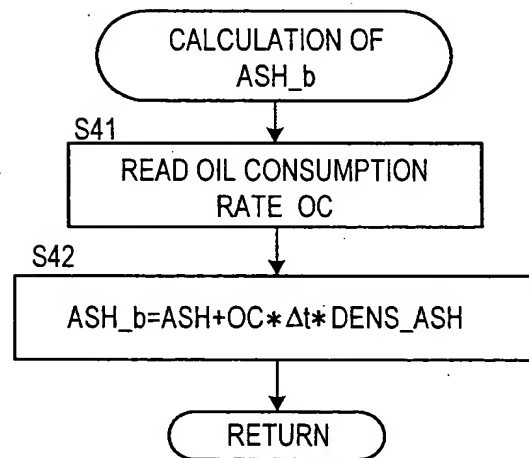 CALCULATION OF
ASH_b
S41
READ OIL CONSUMPTION
RATE OC
S42
ASH_b=ASH+OC*Δt*DENS_ASH
RETURN